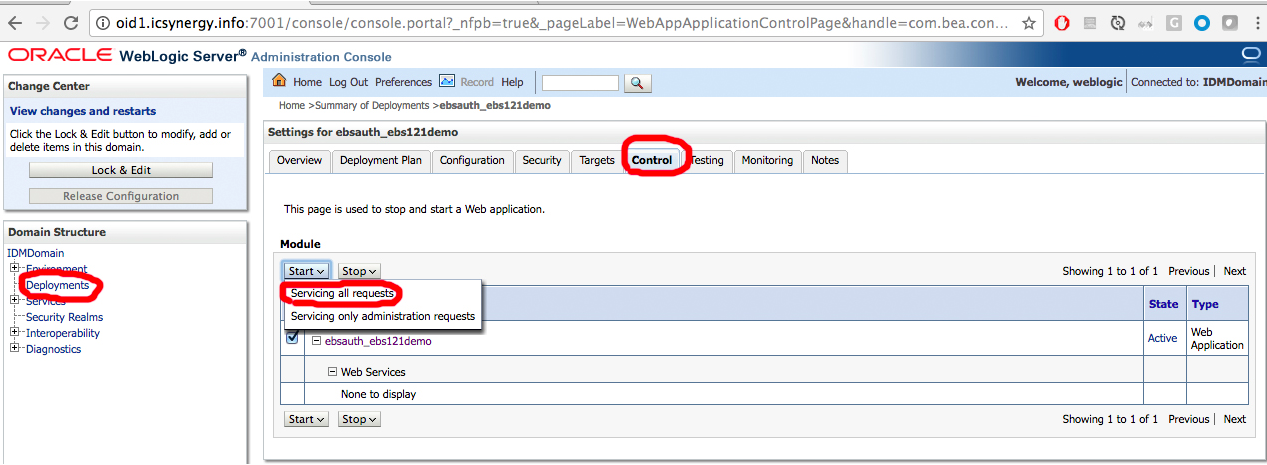 oid1.icsynergy.info:7001/console/console.portal?_nfpb=true&_pageLabel=WebAppApplicationControlPage&handle=com.bea.con...
ORACLE WebLogic Server® Administration Console
Change Center
View changes and restarts
Click the Lock & Edit button to modify, add or
delete items in this domain.
Lock & Edit
Release Configuration
Domain Structure
IDMDomain
Environment
Deployments
Services
Security Realms
Interoperability
Diagnostics
Home Log Out Preferences Record Help
Welcome, weblogic Connected to: IDMDomain
Home >Summary of Deployments >ebsauth_ebs121demo
Settings for ebsauth_ebs121demo
Overview Deployment Plan Configuration Security Targets Control Testing Monitoring Notes
This page is used to stop and start a Web application.
Module
Start Stop Showing 1 to 1 of 1 Previous | Next
Servicing all requests
Servicing only administration requests
State Type
ebsauth_ebs121demo Active Web
Application
Web Services
None to display
Start Stop Showing 1 to 1 of 1 Previous | Next